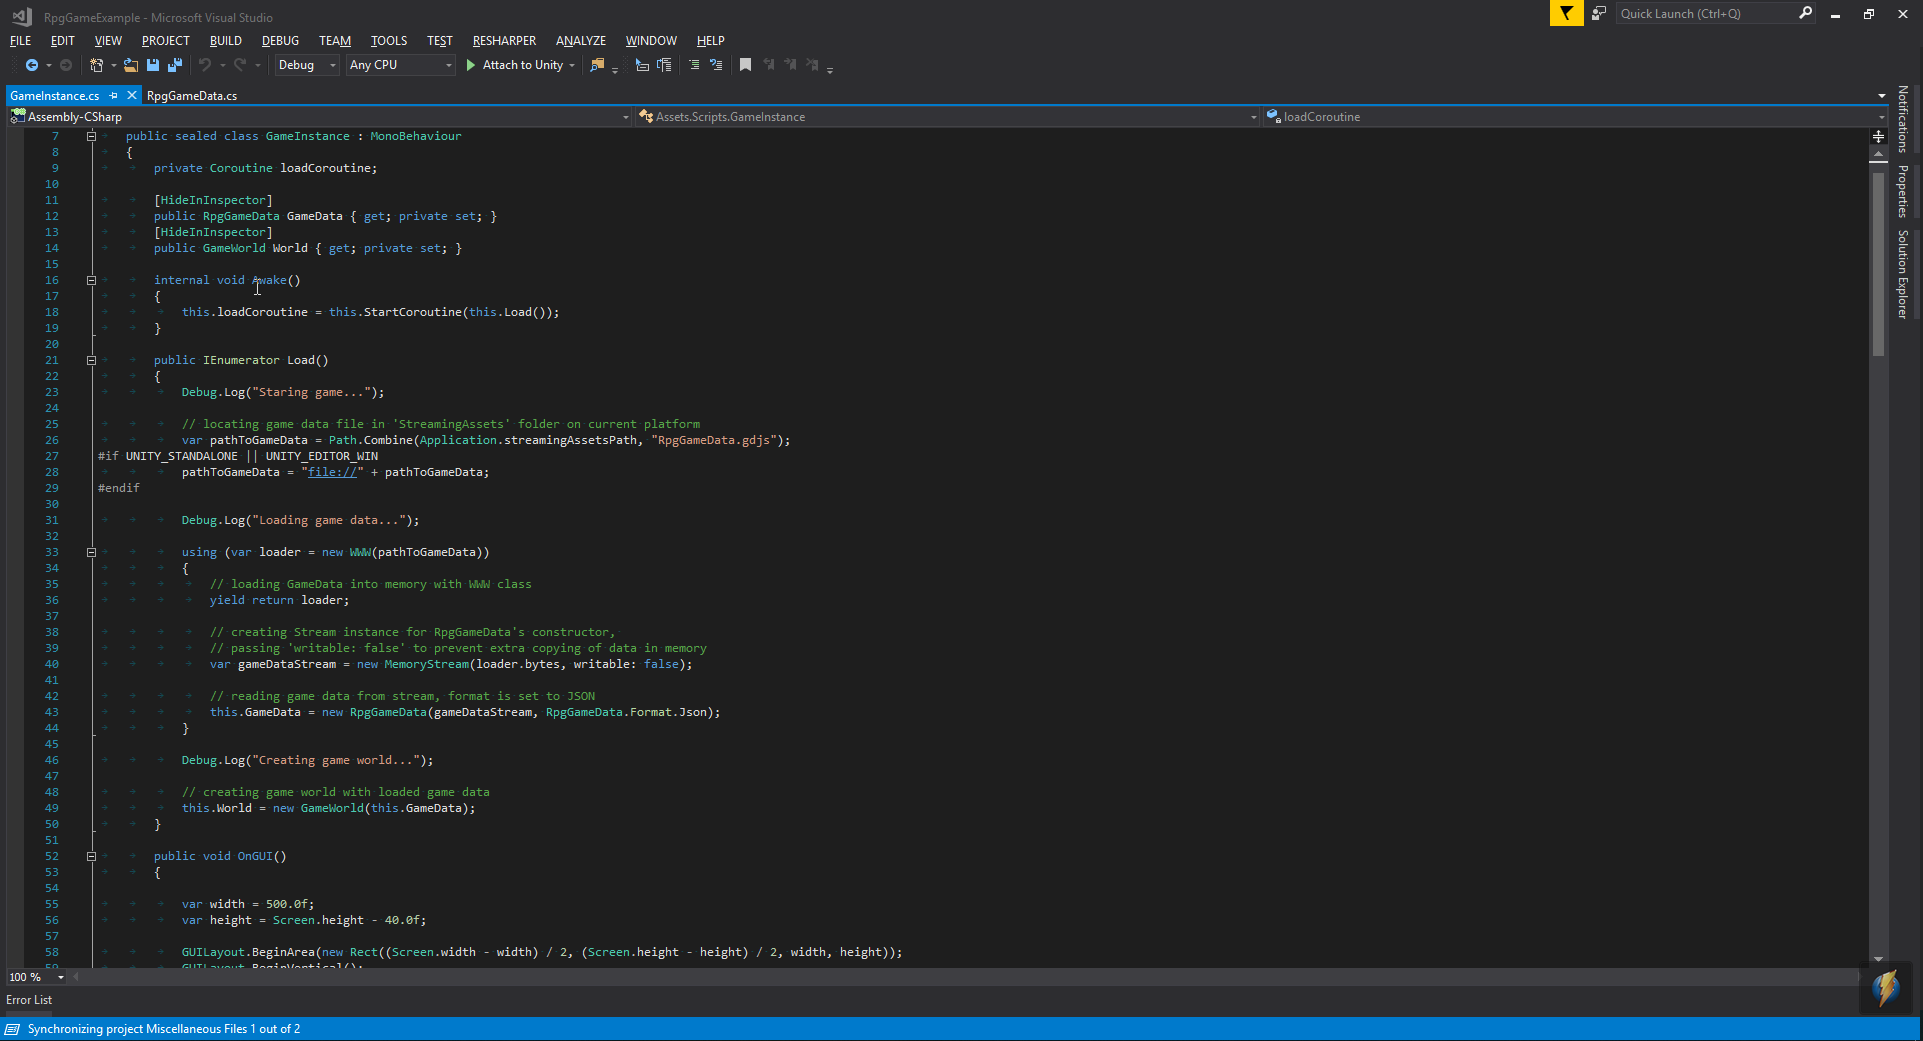 RpgGameExample - Microsoft Visual Studio
Quick Launch (Ctrl+Q)
FILE EDIT VIEW PROJECT BUILD DEBUG TEAM TOOLS TEST RESHARPER ANALYZE WINDOW HELP
Debug Any CPU Attach to Unity
GameInstance.cs RpgGameData.cs
Assembly-CSharp Assets.Scripts.GameInstance loadCoroutine
7 public sealed class GameInstance : MonoBehaviour
8 {
9 private Coroutine loadCoroutine;
10
11 [HideInInspector]
12 public RpgGameData GameData { get; private set; }
13 [HideInInspector]
14 public GameWorld World { get; private set; }
15
16 internal void Awake()
17 {
18 this.loadCoroutine = this.StartCoroutine(this.Load());
19 }
20
21 public IEnumerator Load()
22 {
23 Debug.Log("Staring game...");
24
25 // locating game data file in 'StreamingAssets' folder on current platform
26 var pathToGameData = Path.Combine(Application.streamingAssetsPath, "RpgGameData.gdjs");
27 #if UNITY_STANDALONE || UNITY_EDITOR_WIN
28 pathToGameData = "file://" + pathToGameData;
29 #endif
30
31 Debug.Log("Loading game data...");
32
33 using (var loader = new WWW(pathToGameData))
34 {
35 // loading GameData into memory with WWW class
36 yield return loader;
37
38 // creating Stream instance for RpgGameData's constructor,
39 // passing 'writable: false' to prevent extra copying of data in memory
40 var gameDataStream = new MemoryStream(loader.bytes, writable: false);
41
42 // reading game data from stream, format is set to JSON
43 this.GameData = new RpgGameData(gameDataStream, RpgGameData.Format.Json);
44 }
45
46 Debug.Log("Creating game world...");
47
48 // creating game world with loaded game data
49 this.World = new GameWorld(this.GameData);
50 }
51
52 public void OnGUI()
53 {
54
55 var width = 500.0f;
56 var height = Screen.height - 40.0f;
57
58 GUILayout.BeginArea(new Rect((Screen.width - width) / 2, (Screen.height - height) / 2, width, height));
59 GUILayout.BeginVertical();
Notifications
Properties
Solution Explorer
100 %
Error List
Synchronizing project Miscellaneous Files 1 out of 2